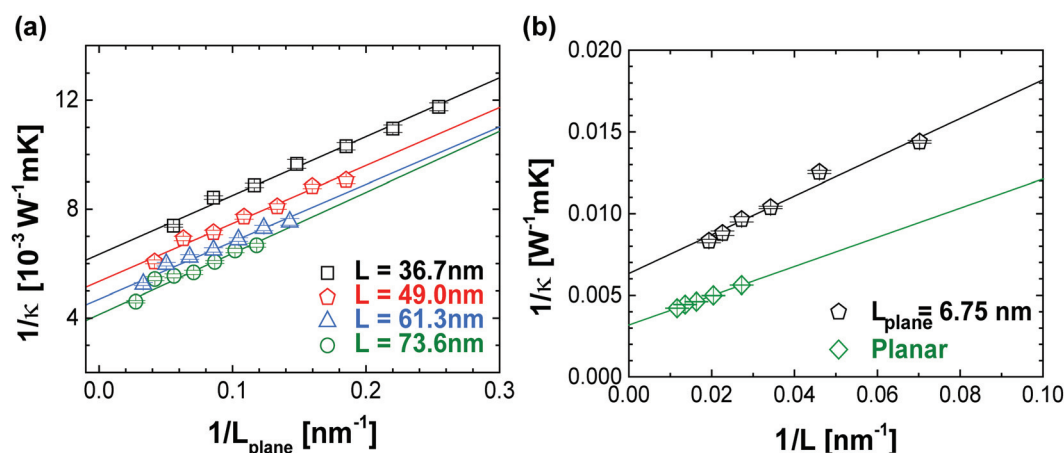 (a)
12
8
4
0.0
0.1
0.2
0.3
1/κ [10⁻³ W⁻¹mK]
1/L_plane [nm⁻¹]
L = 36.7nm
L = 49.0nm
L = 61.3nm
L = 73.6nm
(b)
0.020
0.015
0.010
0.005
0.000
0.00
0.02
0.04
0.06
0.08
0.10
1/κ [W⁻¹mK]
1/L [nm⁻¹]
L_plane = 6.75 nm
Planar